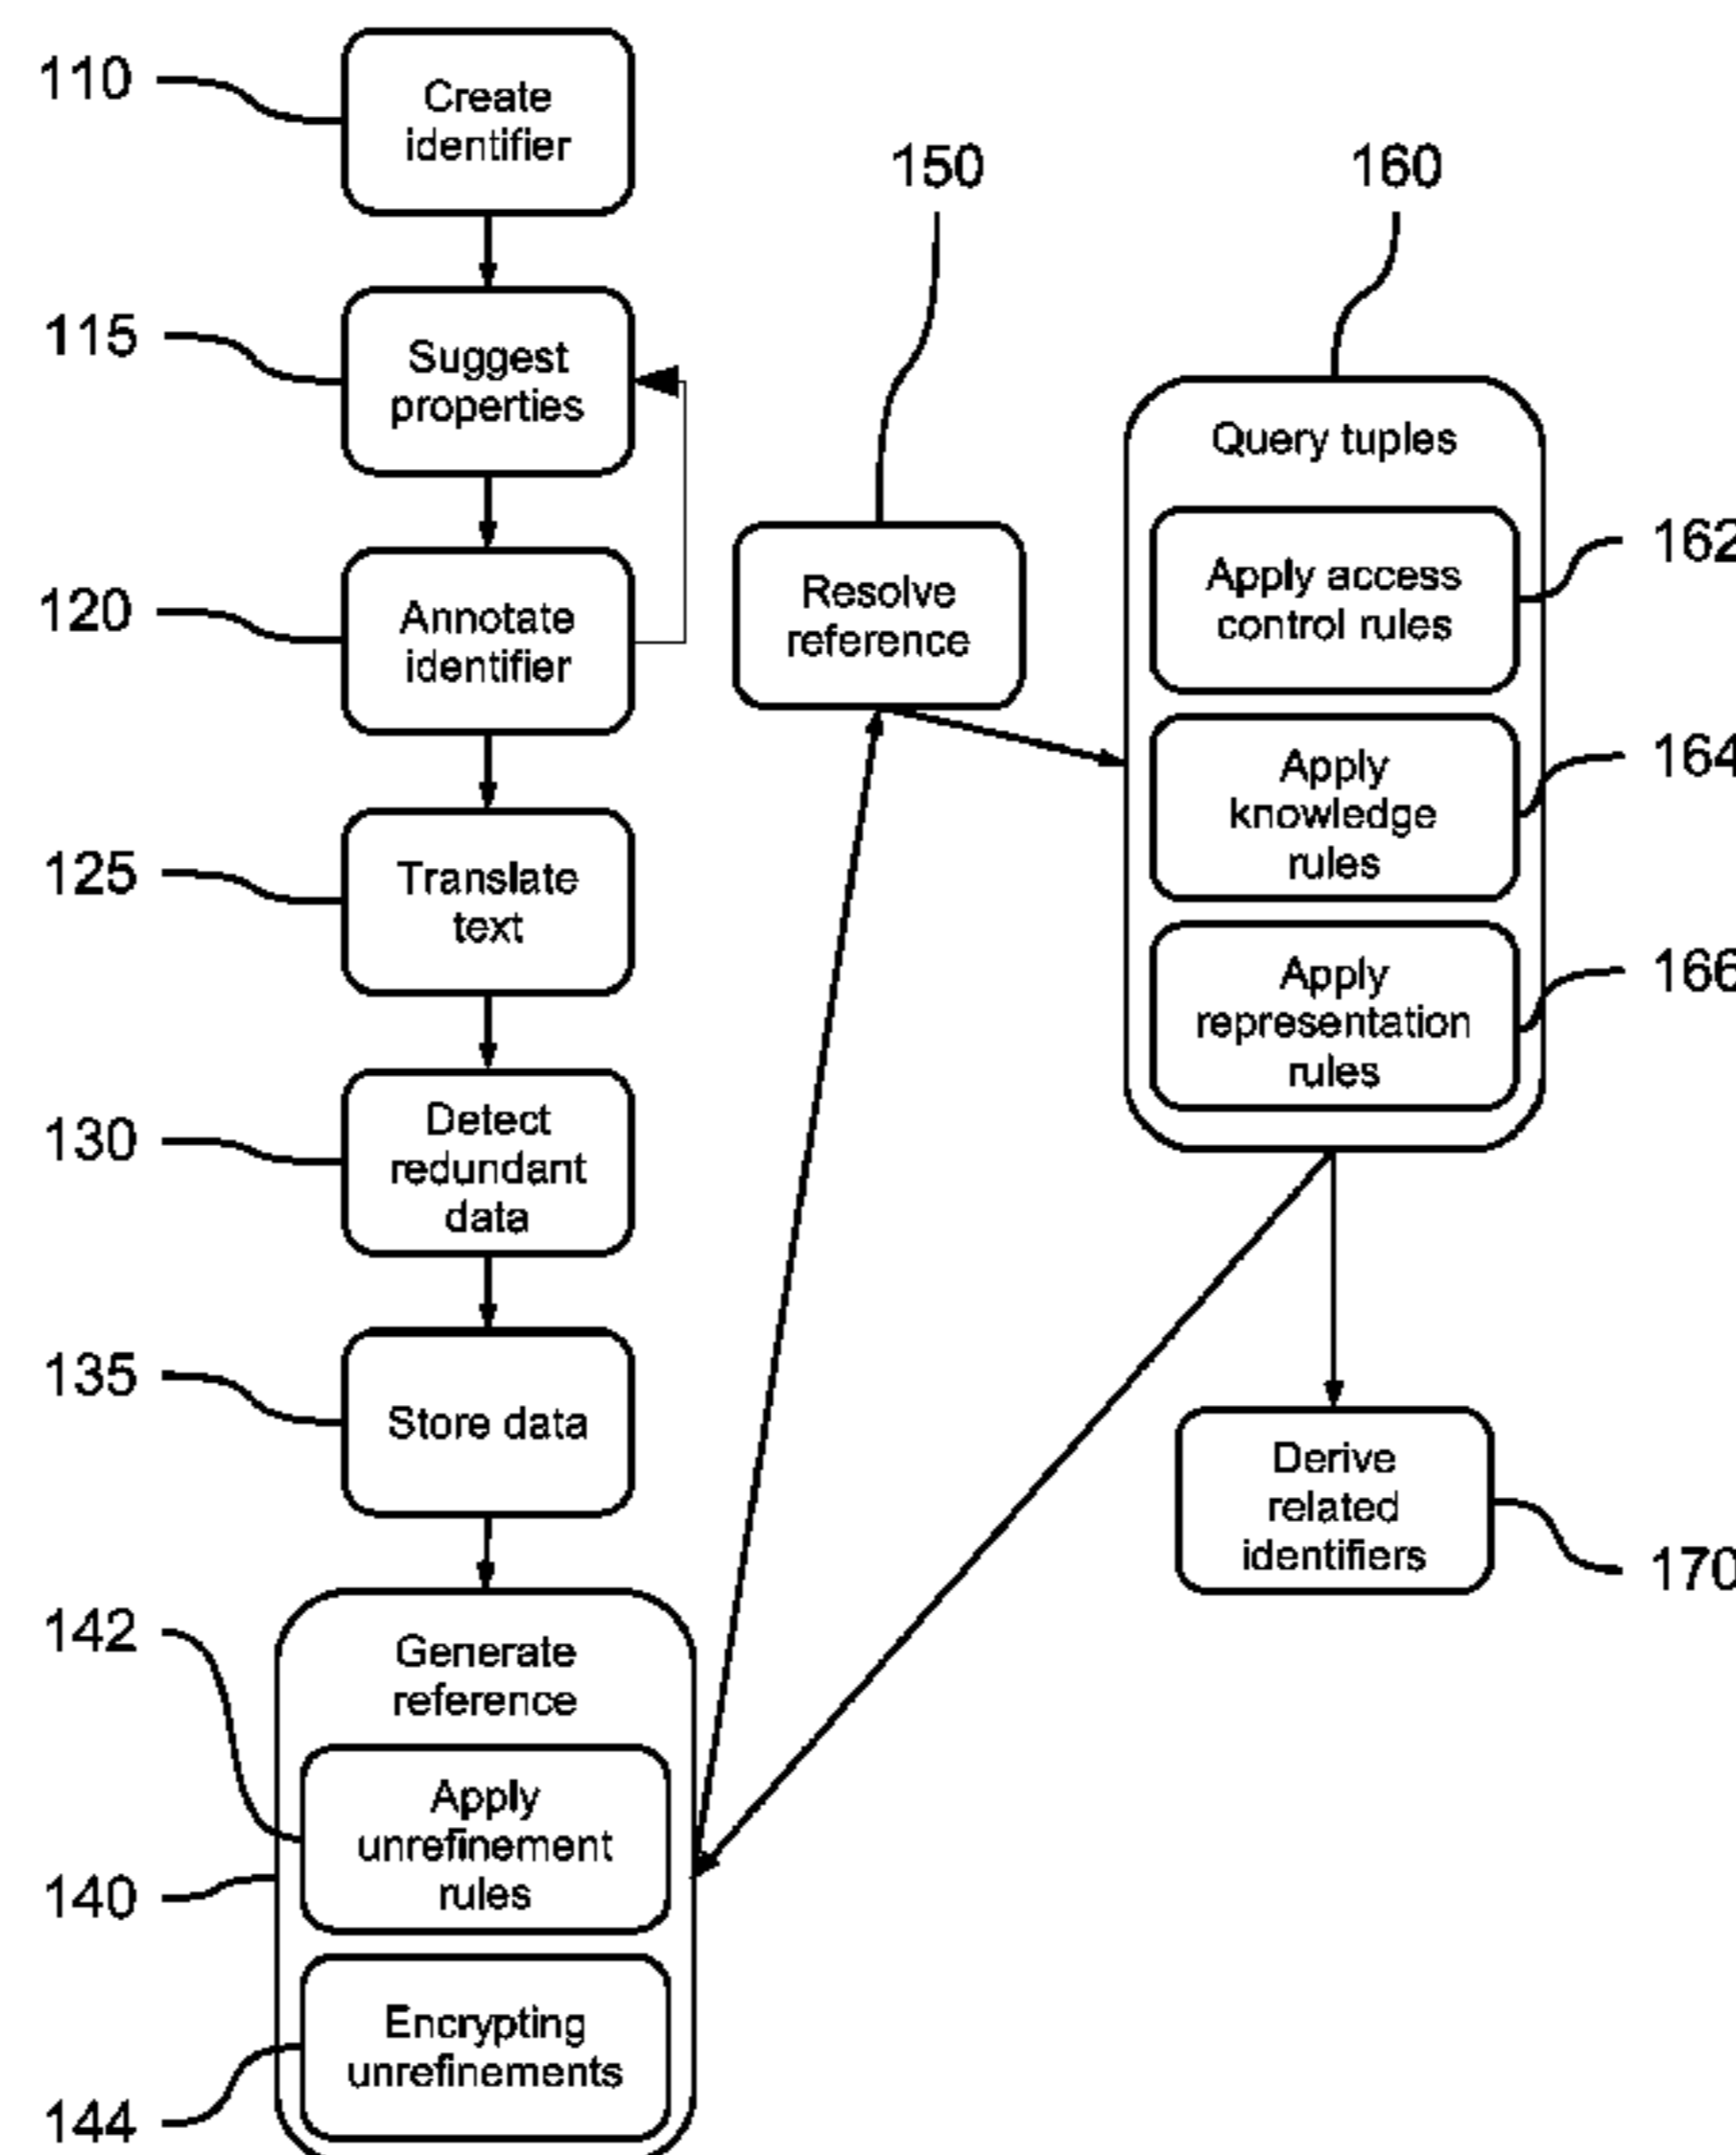 110
Create
identifier
115
Suggest
properties
120
Annotate
identifier
125
Translate
text
130
Detect
redundant
data
135
Store data
142
Generate
reference
Apply
unrefinement
rules
140
Encrypting
unrefinements
144
150
Resolve
reference
160
Query tuples
Apply access
control rules
162
Apply
knowledge
rules
164
Apply
representation
rules
166
Derive
related
identifiers
170